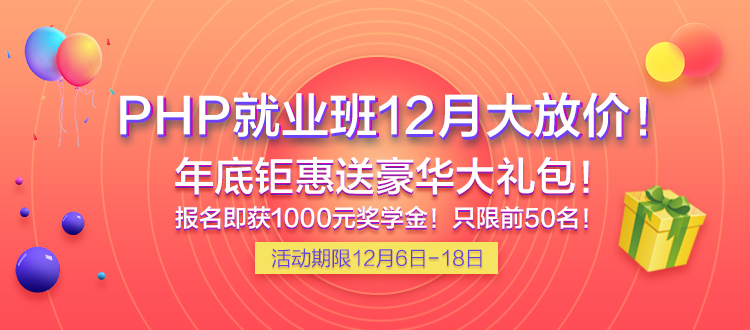 PHP就业班12月大放价！
年底钜惠送豪华大礼包！
报名即获1000元奖学金！只限前50名！
活动期限12月6日-18日